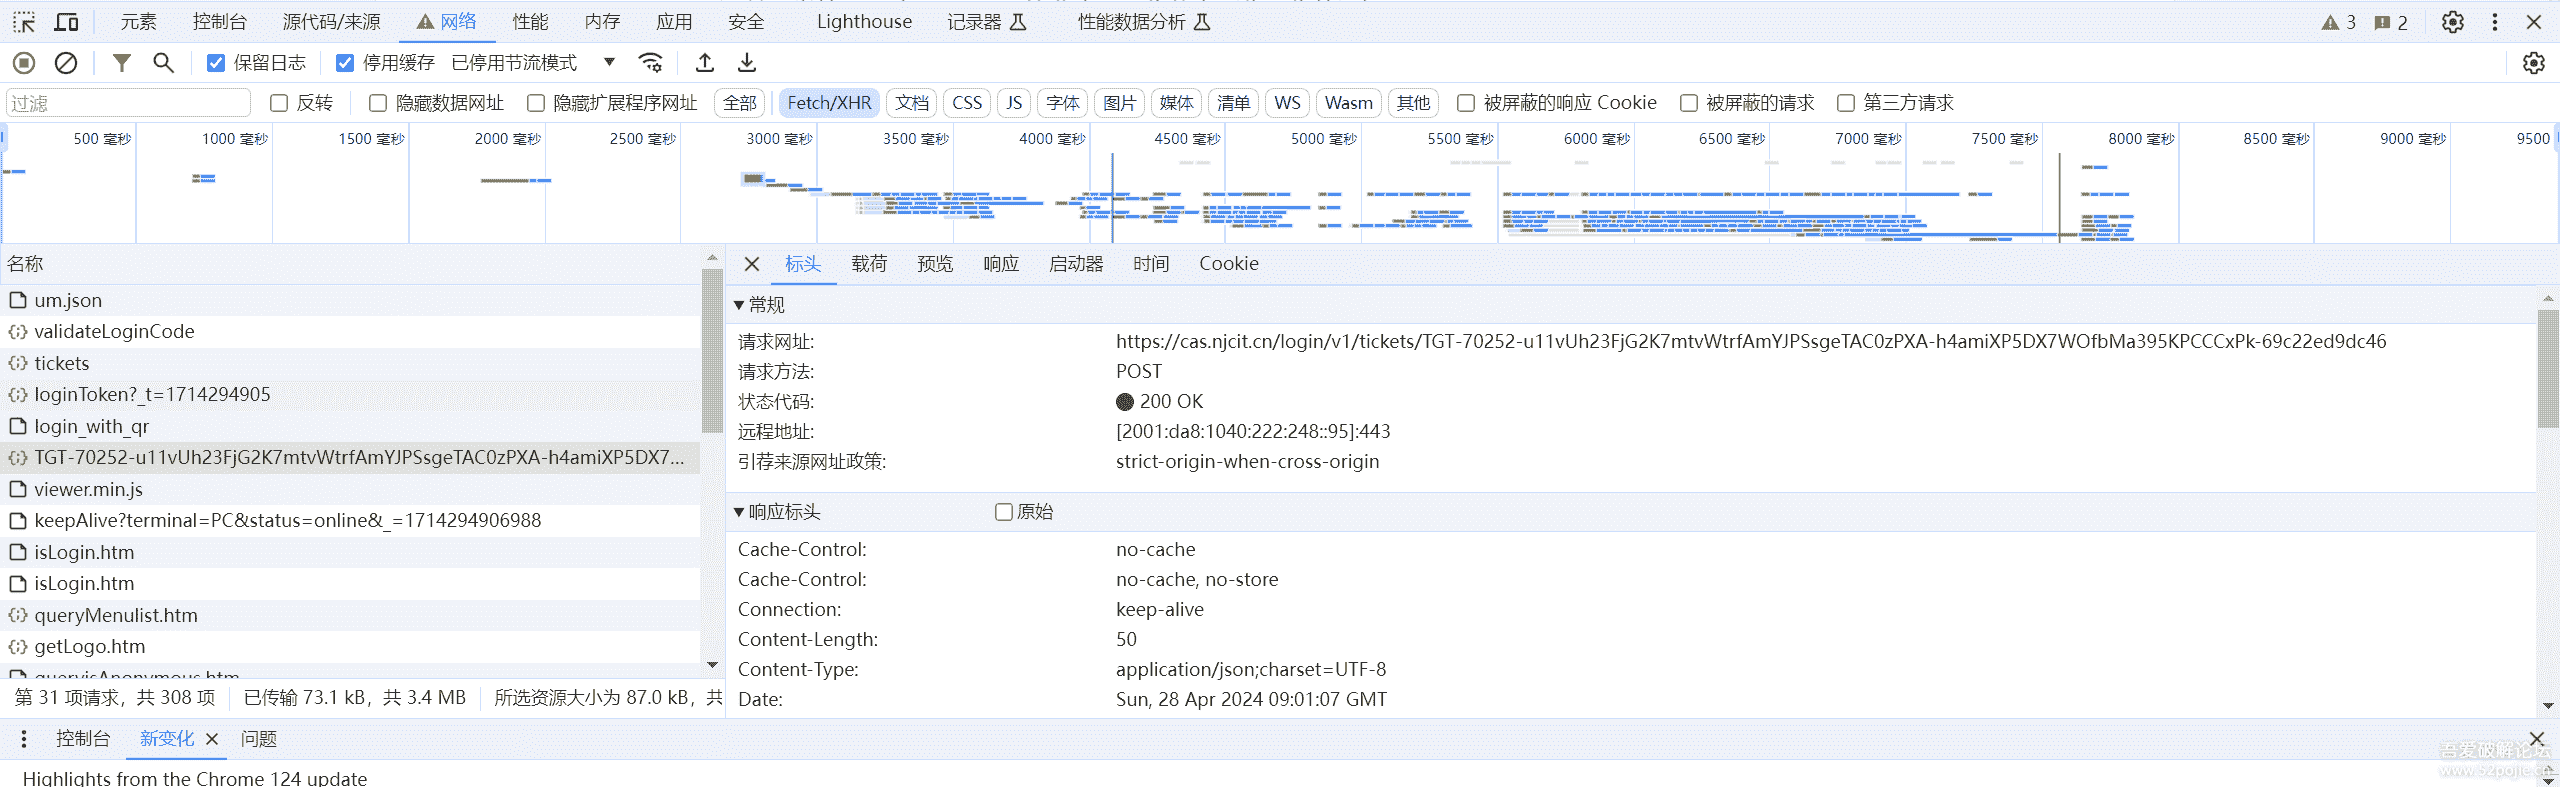 元素 控制台 源代码/来源 网络 性能 内存 应用 安全 Lighthouse 记录器 性能数据分析 3 2
保留日志 停用缓存 已停用节流模式
过滤 反转 隐藏数据网址 隐藏扩展程序网址 全部 Fetch/XHR 文档 CSS JS 字体 图片 媒体 清单 WS Wasm 其他 被屏蔽的响应 Cookie 被屏蔽的请求 第三方请求
500 毫秒 1000 毫秒 1500 毫秒 2000 毫秒 2500 毫秒 3000 毫秒 3500 毫秒 4000 毫秒 4500 毫秒 5000 毫秒 5500 毫秒 6000 毫秒 6500 毫秒 7000 毫秒 7500 毫秒 8000 毫秒 8500 毫秒 9000 毫秒 9500
名称
um.json
validateLoginCode
tickets
loginToken?_t=1714294905
login_with_qr
TGT-70252-u11vUh23FjG2K7mtvWtrfAmYJPSsgeTAC0zPXA-h4amiXP5DX7...
viewer.min.js
keepAlive?terminal=PC&status=online&_=1714294906988
isLogin.htm
isLogin.htm
queryMenulist.htm
getLogo.htm
queryisAnonymous.htm
第 31 项请求，共 308 项 已传输 73.1 kB，共 3.4 MB 所选资源大小为 87.0 kB，共
标头 载荷 预览 响应 启动器 时间 Cookie
常规
请求网址: https://cas.njcit.cn/login/v1/tickets/TGT-70252-u11vUh23FjG2K7mtvWtrfAmYJPSsgeTAC0zPXA-h4amiXP5DX7WOfbMa395KPCCCxPk-69c22ed9dc46
请求方法: POST
状态代码: 200 OK
远程地址: [2001:da8:1040:222:248::95]:443
引荐来源网址政策: strict-origin-when-cross-origin
响应标头 原始
Cache-Control: no-cache
Cache-Control: no-cache, no-store
Connection: keep-alive
Content-Length: 50
Content-Type: application/json;charset=UTF-8
Date: Sun, 28 Apr 2024 09:01:07 GMT
控制台 新变化 问题
Highlights from the Chrome 124 update
吾爱破解论坛
www.52pojie.cn